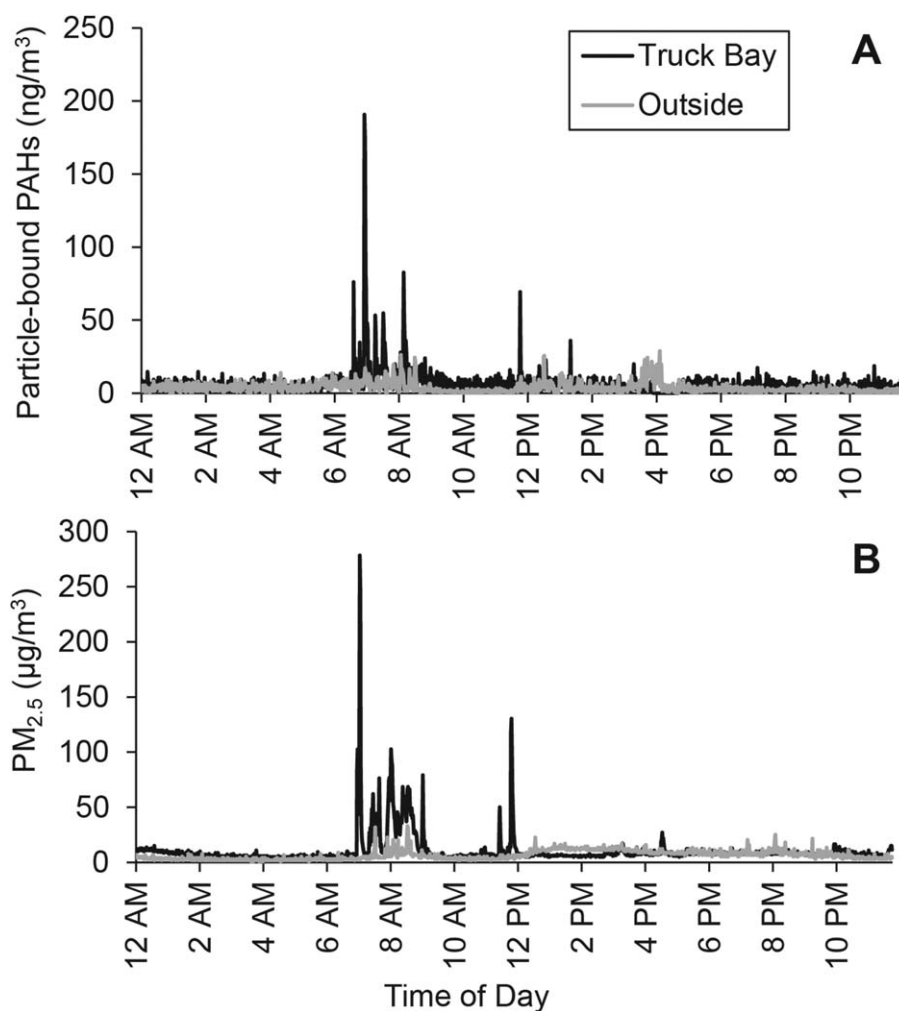 A
Truck Bay
Outside
Particle-bound PAHs (ng/m³)
250
200
150
100
50
0
12 AM
2 AM
4 AM
6 AM
8 AM
10 AM
12 PM
2 PM
4 PM
6 PM
8 PM
10 PM
B
PM₂.₅ (µg/m³)
300
250
200
150
100
50
0
12 AM
2 AM
4 AM
6 AM
8 AM
10 AM
12 PM
2 PM
4 PM
6 PM
8 PM
10 PM
Time of Day